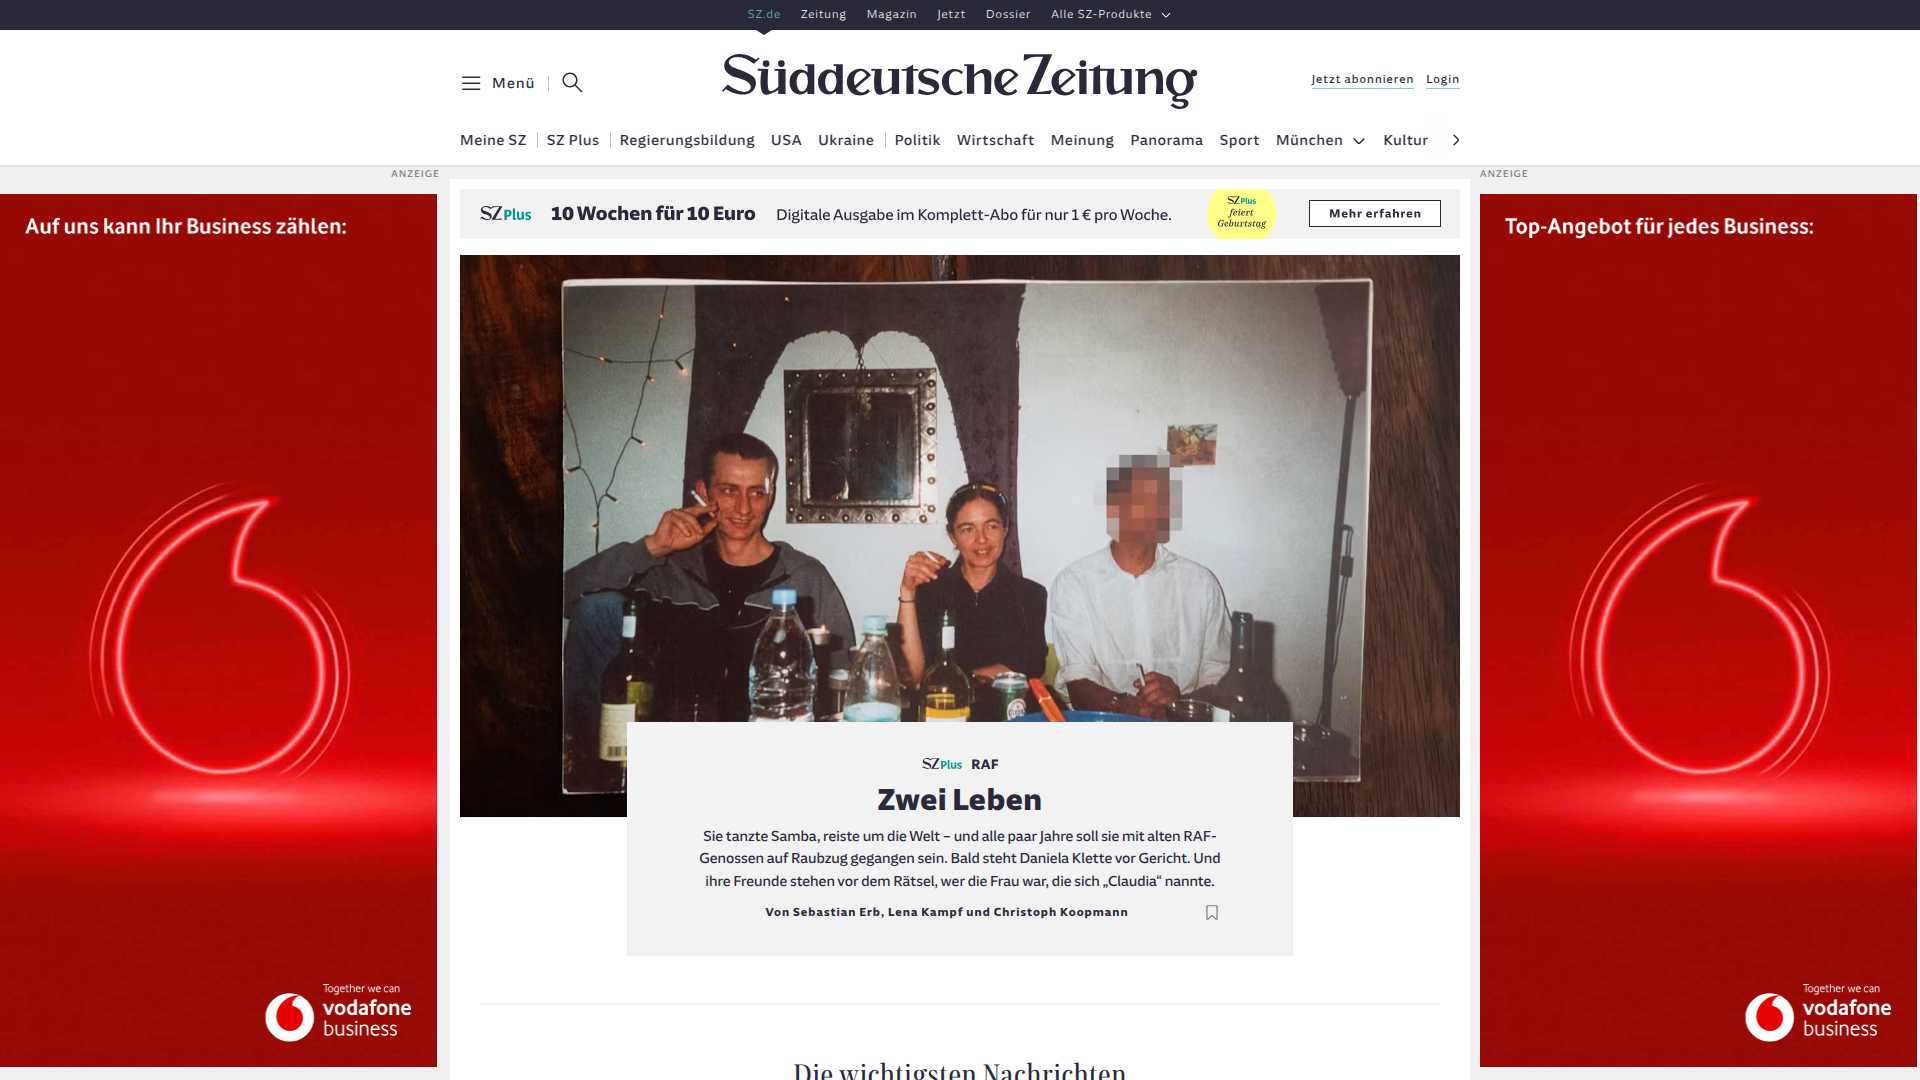 SZ.de Zeitung Magazin Jetzt Dossier Alle SZ-Produkte
Menü
Süddeutsche Zeitung
Jetzt abonnieren Login
Meine SZ SZ Plus Regierungsbildung USA Ukraine Politik Wirtschaft Meinung Panorama Sport München Kultur
ANZEIGE
Auf uns kann Ihr Business zählen:
Together we can
vodafone
business
SZ Plus 10 Wochen für 10 Euro Digitale Ausgabe im Komplett-Abo für nur 1 € pro Woche.
SZ Plus
feiert
Geburtstag
Mehr erfahren
SZ Plus RAF
Zwei Leben
Sie tanzte Samba, reiste um die Welt – und alle paar Jahre soll sie mit alten RAF-
Genossen auf Raubzug gegangen sein. Bald steht Daniela Klette vor Gericht. Und
ihre Freunde stehen vor dem Rätsel, wer die Frau war, die sich „Claudia“ nannte.
Von Sebastian Erb, Lena Kampf und Christoph Koopmann
Die wichtigsten Nachrichten
ANZEIGE
Top-Angebot für jedes Business:
Together we can
vodafone
business